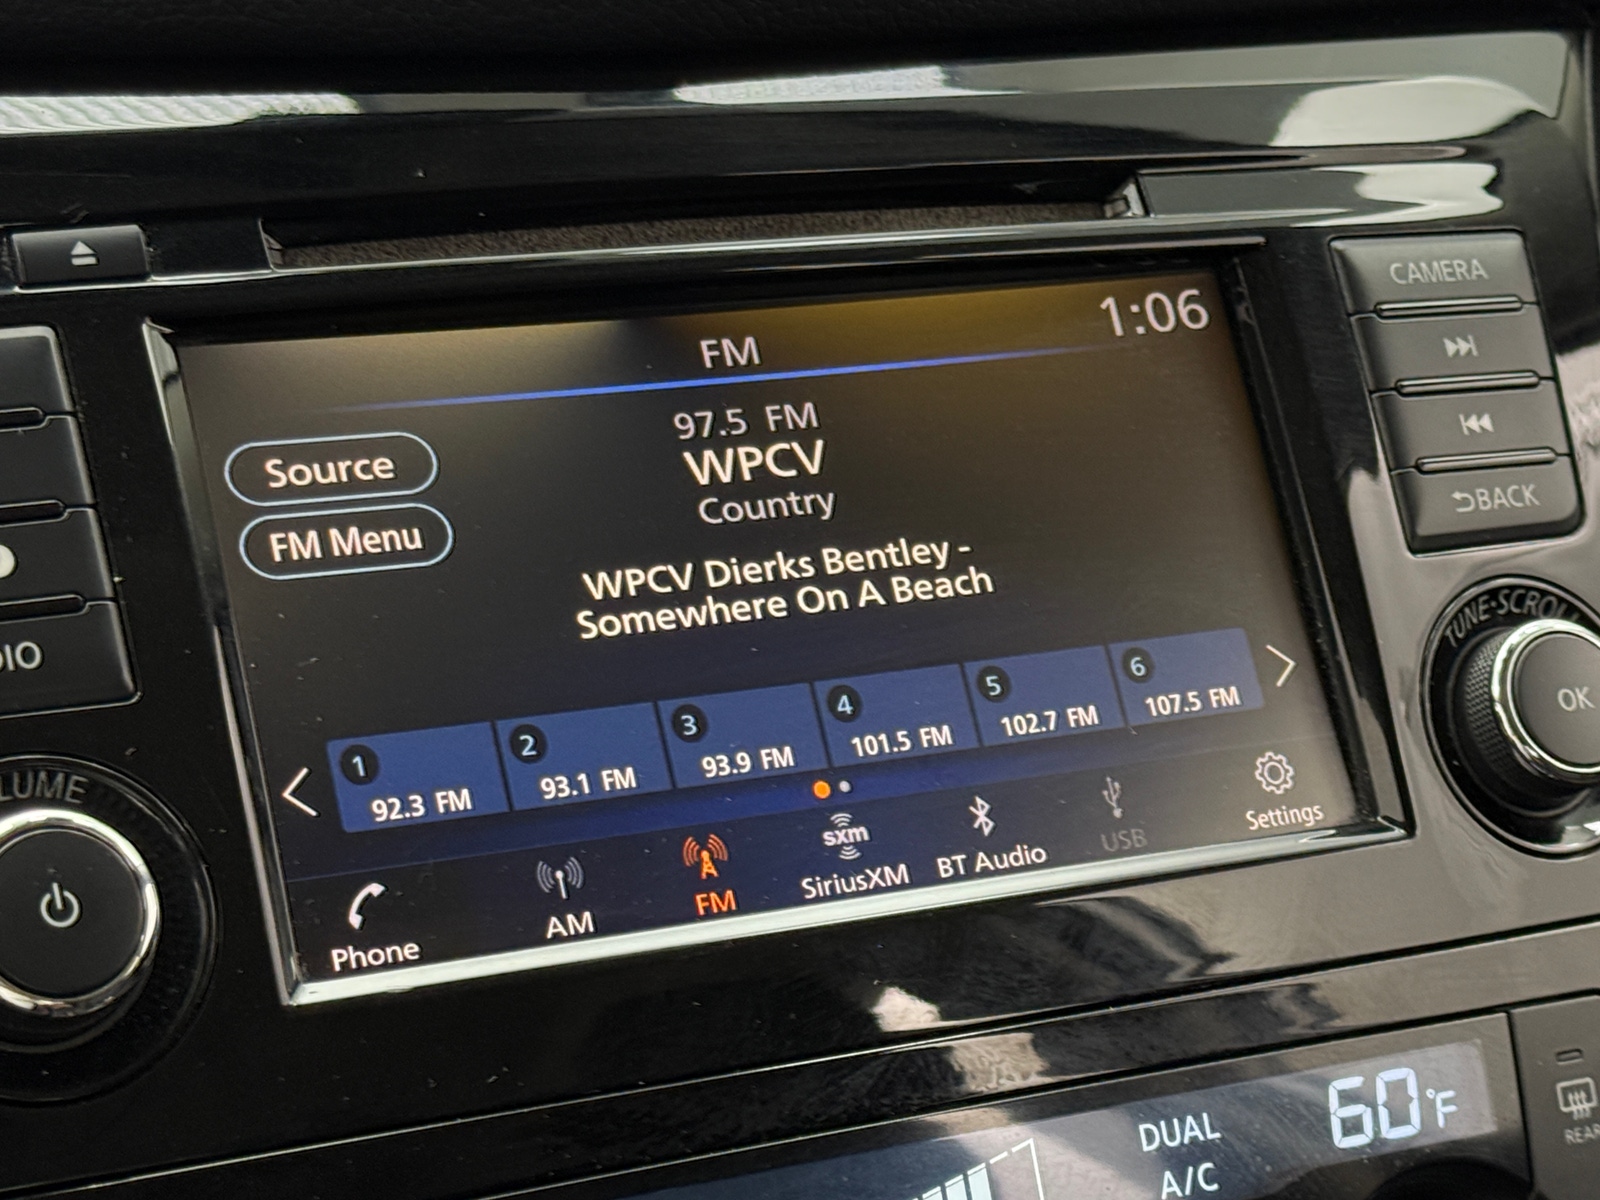 1:06
FM
97.5 FM
WPCV
Country
Source
FM Menu
WPCV Dierks Bentley -
Somewhere On A Beach
1
92.3 FM
2
93.1 FM
3
93.9 FM
4
101.5 FM
5
102.7 FM
6
107.5 FM
Phone
AM
FM
sxm
SiriusXM
BT Audio
USB
Settings
CAMERA
BACK
TUNE·SCROLL
OK
DIO
LUME
DUAL
A/C
60°F
REAR